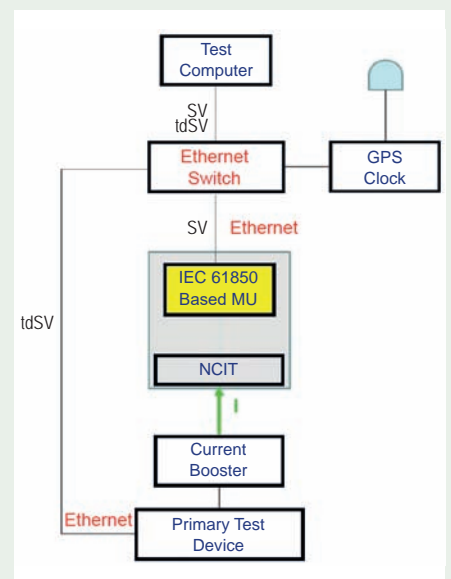 Test
Computer
SV
tdSV
Ethernet
Switch
GPS
Clock
SV
Ethernet
IEC 61850
Based MU
tdSV
NCIT
I
Current
Booster
Ethernet
Primary Test
Device